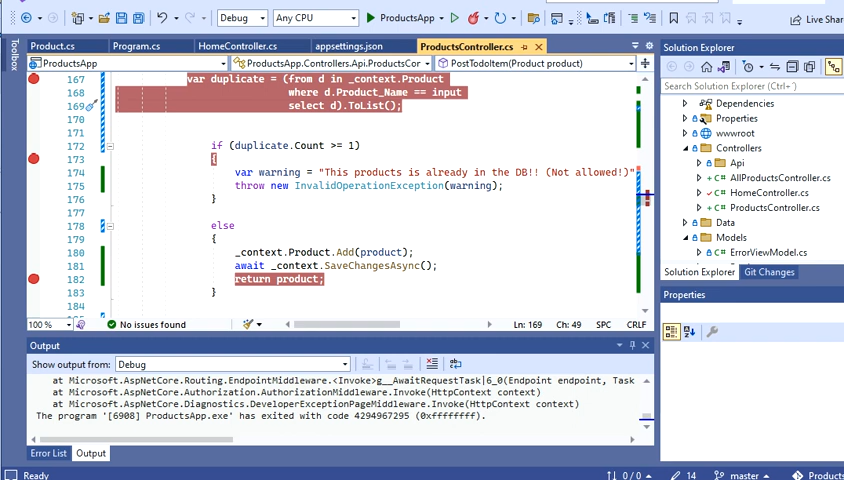 Debug Any CPU ProductsApp Live Share
Product.cs Program.cs HomeController.cs appsettings.json ProductsController.cs
ProductsApp ProductsApp.Controllers.Api.ProductsCor PostTodoItem(Product product)
Toolbox
167 var duplicate = (from d in _context.Product
168 where d.Product_Name == input
169 select d).ToList();
170
171
172 if (duplicate.Count >= 1)
173 {
174 var warning = "This products is already in the DB!! (Not allowed!)"
175 throw new InvalidOperationException(warning);
176 }
177
178 else
179 {
180 _context.Product.Add(product);
181 await _context.SaveChangesAsync();
182 return product;
183 }
184
100 % No issues found Ln: 169 Ch: 49 SPC CRLF
Output
Show output from: Debug
at Microsoft.AspNetCore.Routing.EndpointMiddleware.<Invoke>g__AwaitRequestTask|6_0(Endpoint endpoint, Task
at Microsoft.AspNetCore.Authorization.AuthorizationMiddleware.Invoke(HttpContext context)
at Microsoft.AspNetCore.Diagnostics.DeveloperExceptionPageMiddleware.Invoke(HttpContext context)
The program '[6908] ProductsApp.exe' has exited with code 4294967295 (0xffffffff).
Error List Output
Solution Explorer
Search Solution Explorer (Ctrl+¨)
Dependencies
Properties
wwwroot
Controllers
Api
AllProductsController.cs
HomeController.cs
ProductsController.cs
Data
Models
ErrorViewModel.cs
Solution Explorer Git Changes
Properties
Ready 0 / 0 14 master Products